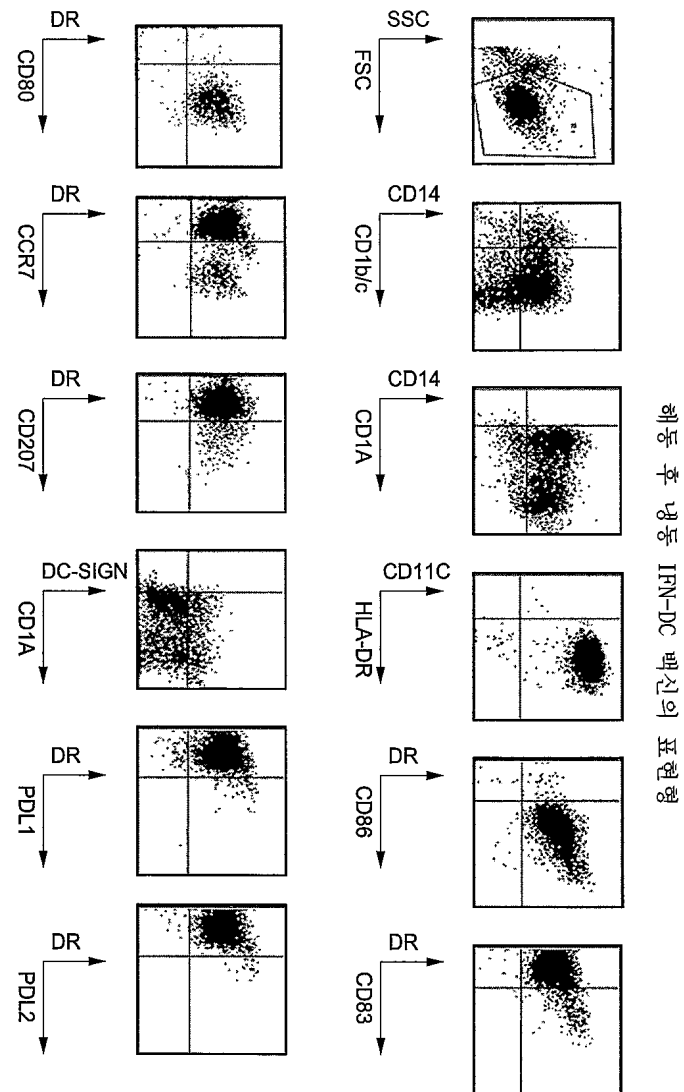 해동 후 냉동 IFN-DC 백신의 표현형
SSC
FSC
CD14
CD1b/c
CD14
CD1A
CD11C
HLA-DR
DR
CD86
DR
CD83
DR
CD80
DR
CCR7
DR
CD207
DC-SIGN
CD1A
DR
PDL1
DR
PDL2